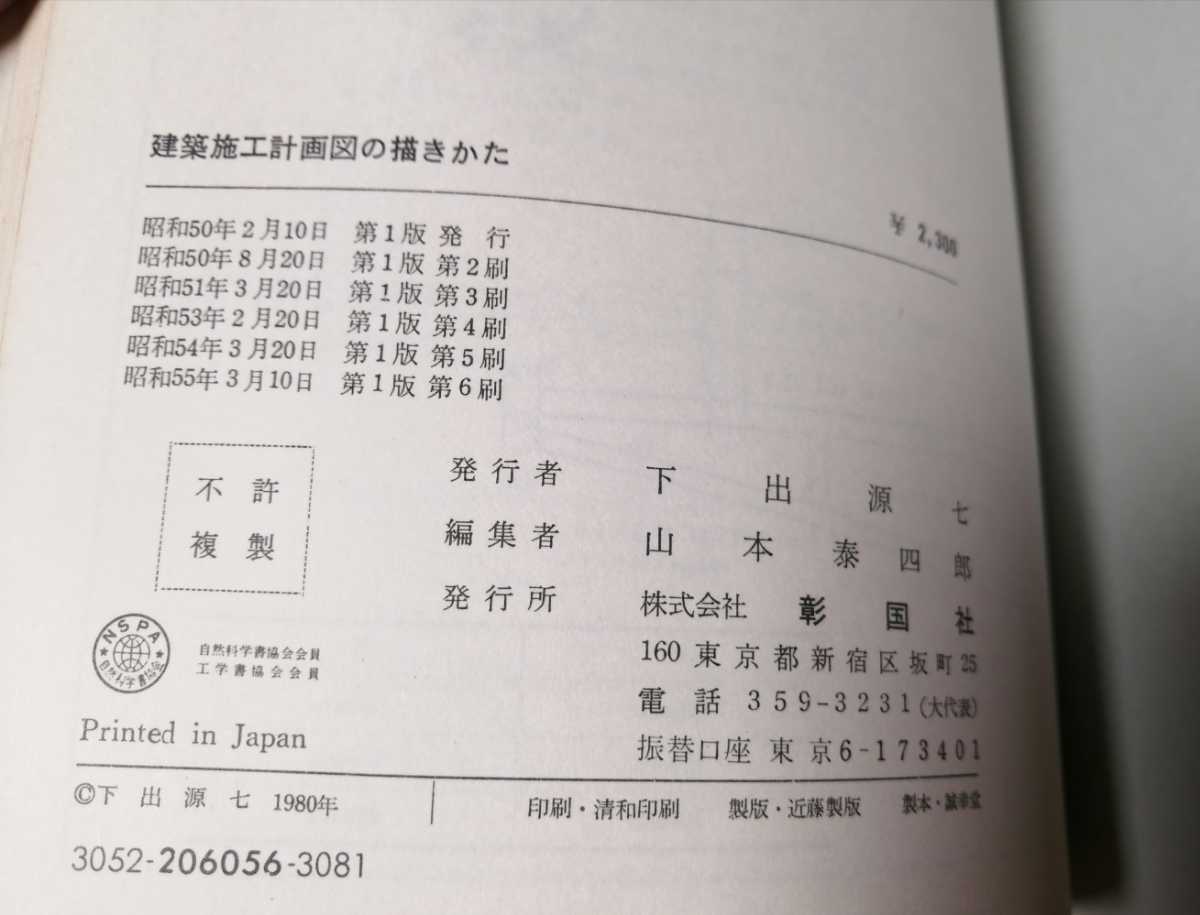 建築施工計画図の描きかた
¥ 2,300
昭和50年2月10日 第1版 発 行
昭和50年8月20日 第1版 第2刷
昭和51年3月20日 第1版 第3刷
昭和53年2月20日 第1版 第4刷
昭和54年3月20日 第1版 第5刷
昭和55年3月10日 第1版 第6刷
不 許
複 製
発行者 下 出 源 七
編集者 山 本 泰 四 郎
発行所 株式会社 彰 国 社
160 東京都新宿区坂町25
電 話 359-3231(大代表)
振替口座 東京6-173401
NSPA
自然科学書協会
自然科学書協会会員
工学書協会会員
Printed in Japan
©下 出 源 七 1980年
印刷・清和印刷 製版・近藤製版 製本・誠幸堂
3052-206056-3081